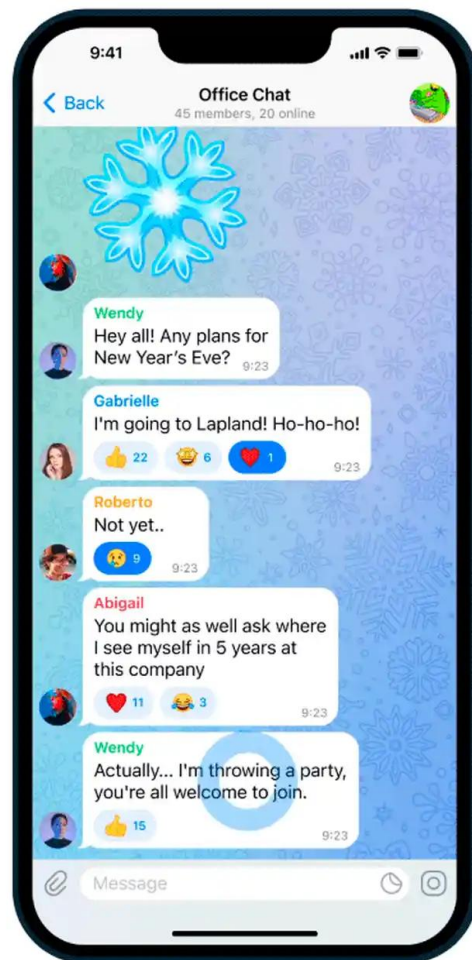 9:41
Back
Office Chat
45 members, 20 online
Wendy
Hey all! Any plans for
New Year's Eve? 9:23
Gabrielle
I'm going to Lapland! Ho-ho-ho!
22 6 1 9:23
Roberto
Not yet..
9 9:23
Abigail
You might as well ask where
I see myself in 5 years at
this company
11 3 9:23
Wendy
Actually... I'm throwing a party,
you're all welcome to join.
15 9:23
Message